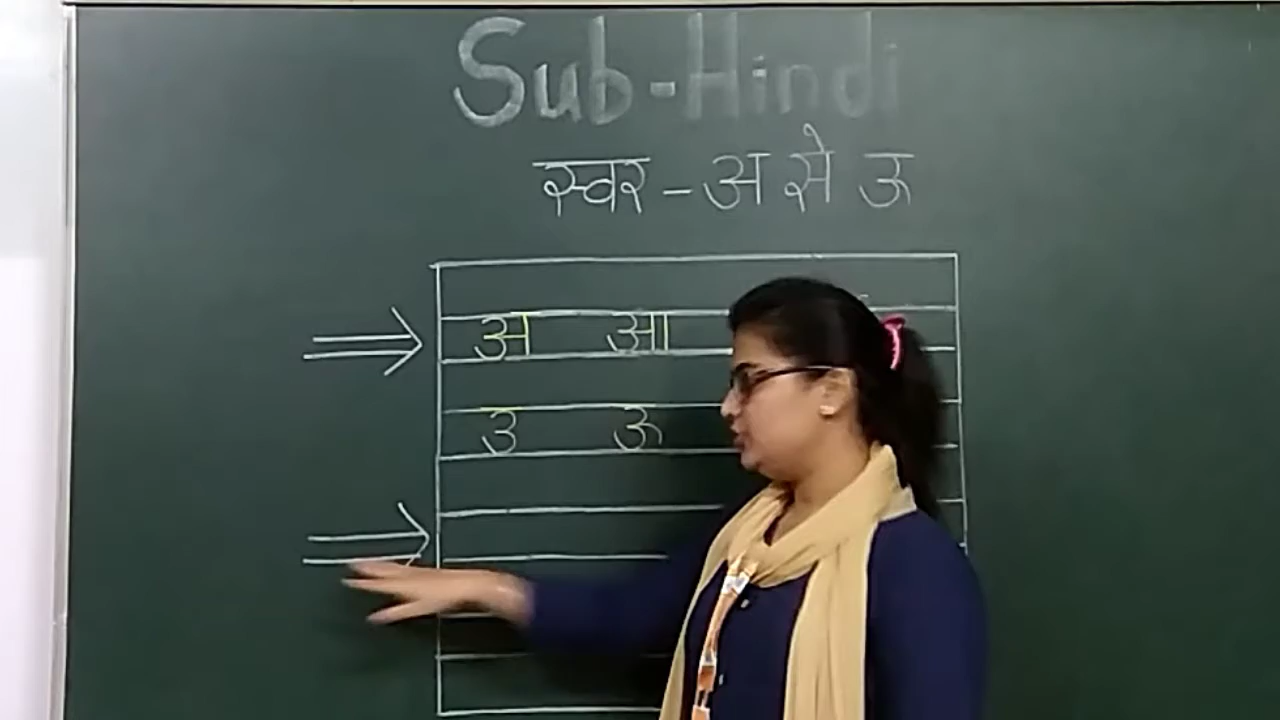 Sub-Hindi
स्वर - अ से ऊ
अ आ
उ ऊ